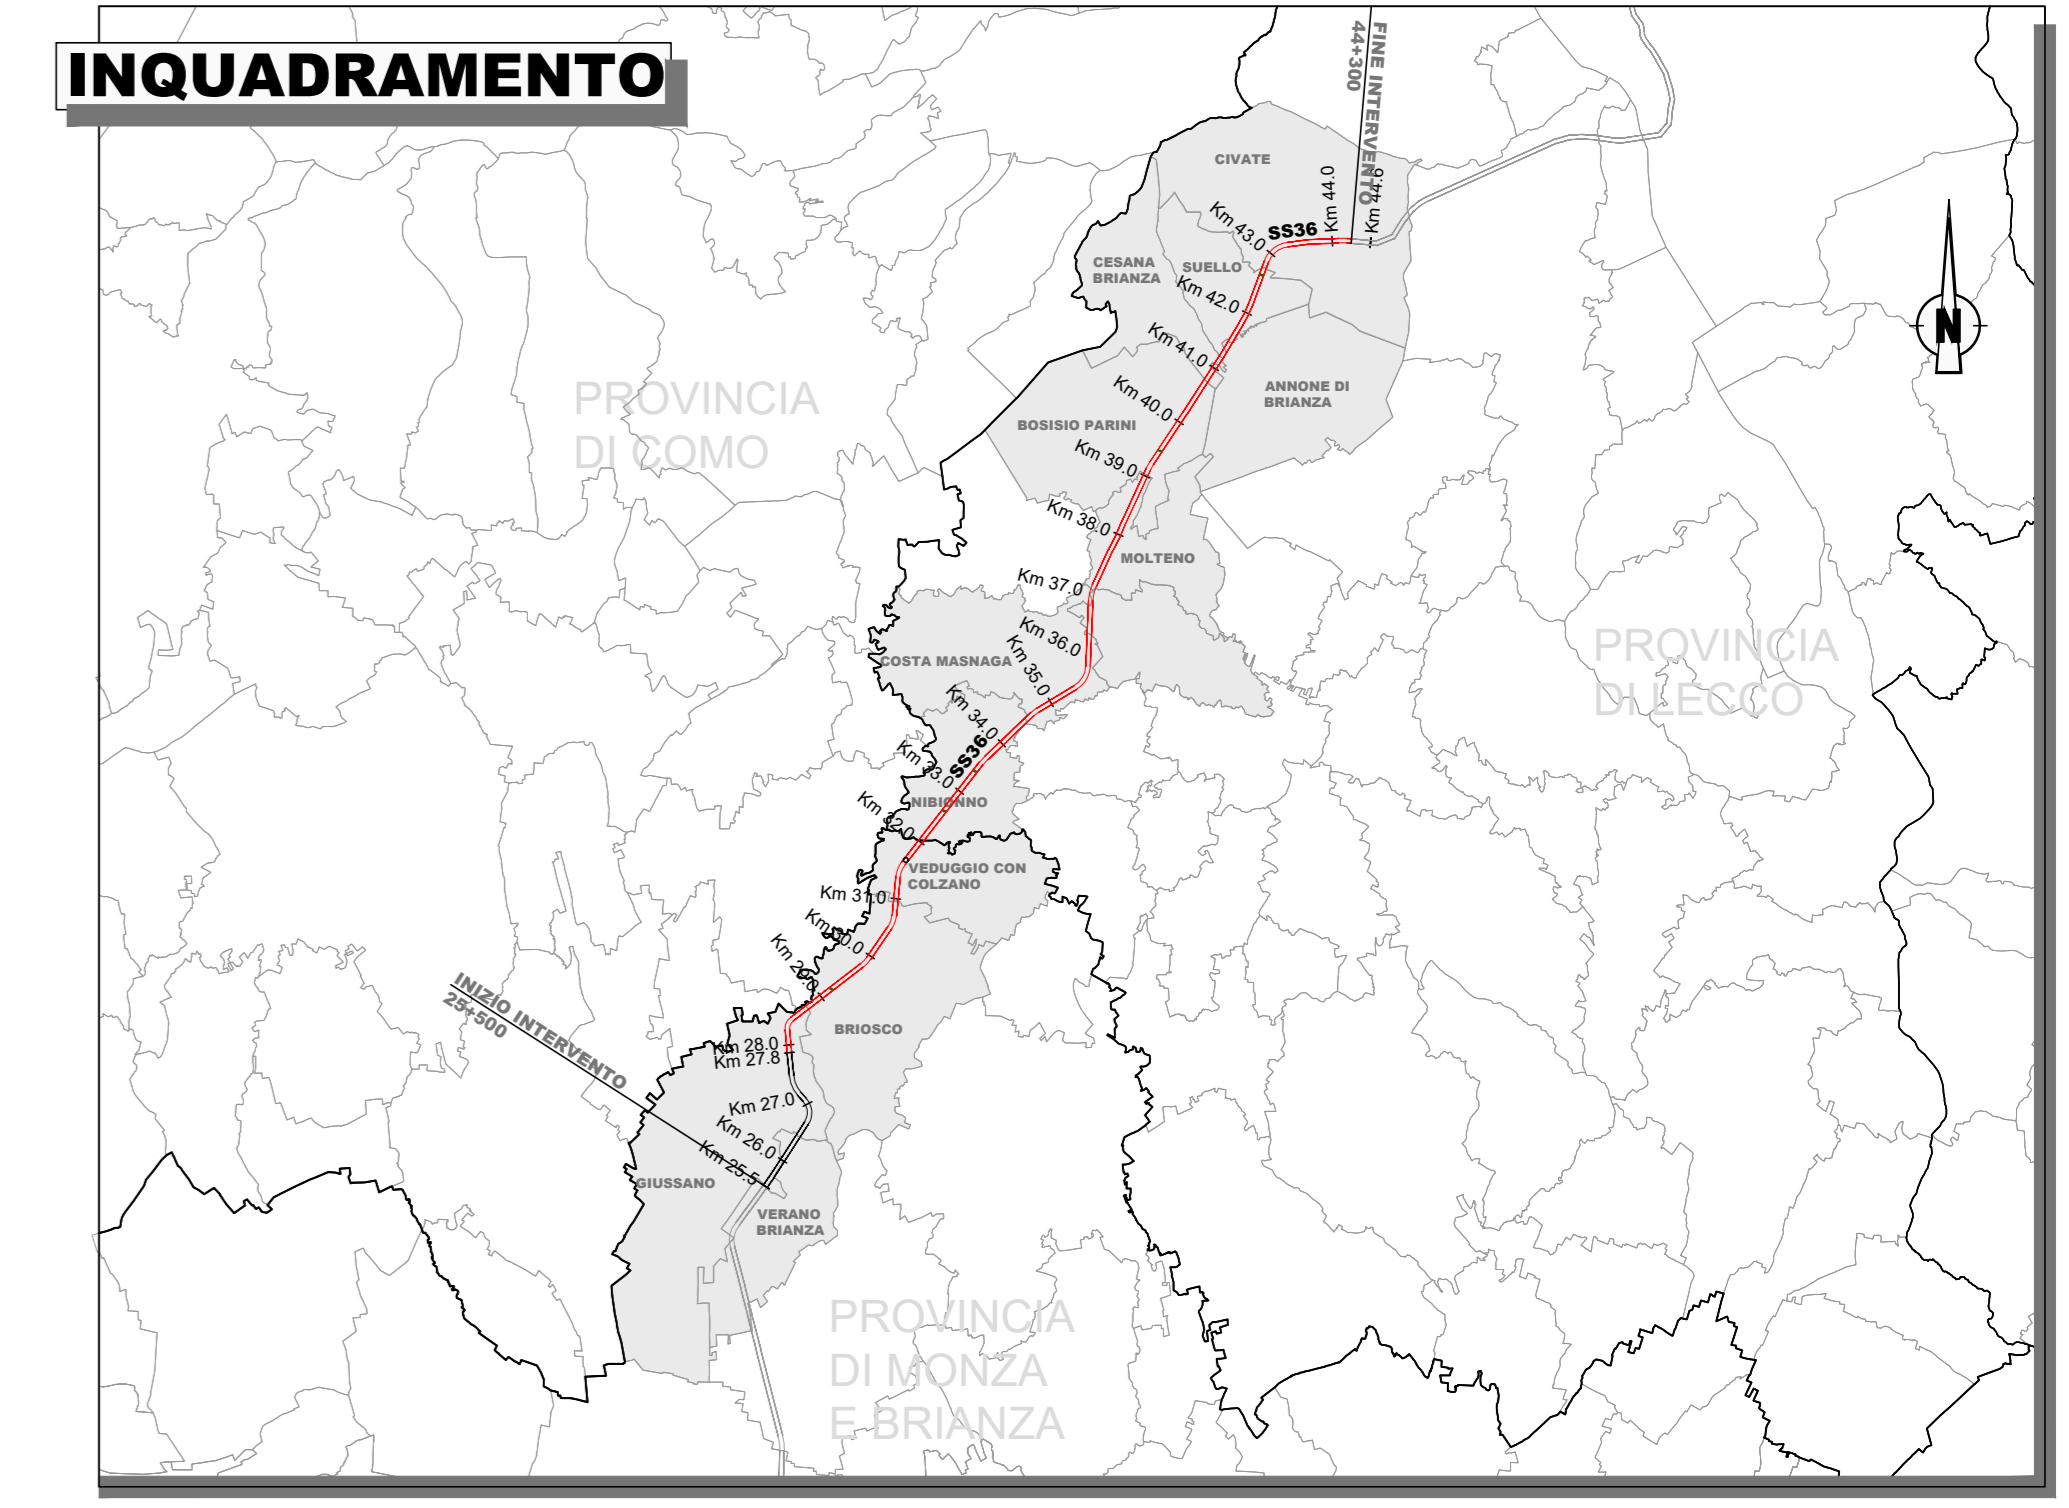 INQUADRAMENTO
FINE INTERVENTO
44+300
CIVATE
Km 44.0
Km 44.6
SS36
Km 43.0
CESANA
BRIANZA
SUELLO
Km 42.0
Km 41.0
PROVINCIA
DI COMO
ANNONE DI
BRIANZA
Km 40.0
BOSISIO PARINI
Km 39.0
N
Km 38.0
MOLTENO
Km 37.0
Km 36.0
PROVINCIA
DI LECCO
COSTA MASNAGA
Km 35.0
Km 34.0
SS36
Km 33.0
NIBIONNO
Km 32.0
VEDUGGIO CON
COLZANO
Km 31.0
Km 30.0
Km 29.0
INIZIO INTERVENTO
25+500
BRIOSCO
Km 28.0
Km 27.8
Km 27.0
Km 26.0
Km 25.5
GIUSSANO
VERANO
BRIANZA
PROVINCIA
DI MONZA
E BRIANZA